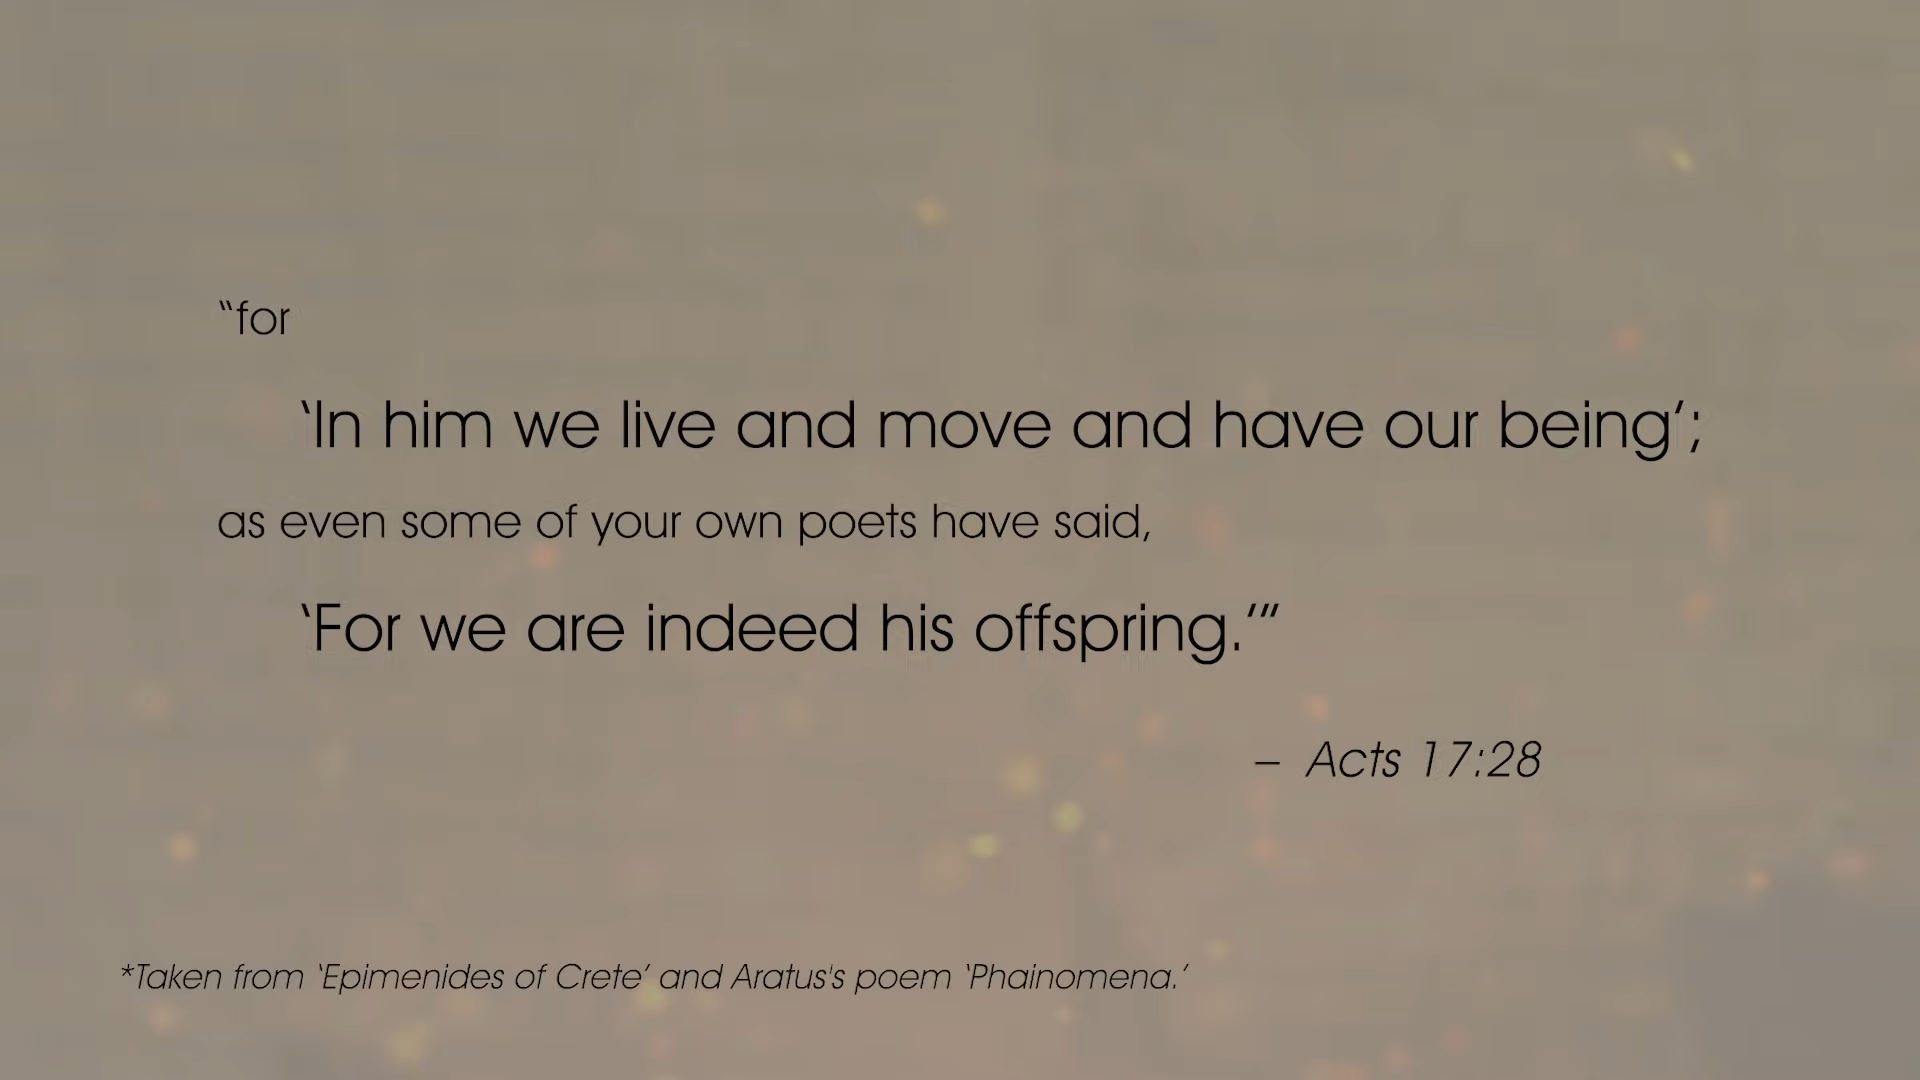 “for
‘In him we live and move and have our being’;
as even some of your own poets have said,
‘For we are indeed his offspring.’”
– Acts 17:28
*Taken from ‘Epimenides of Crete’ and Aratus's poem ‘Phainomena.’